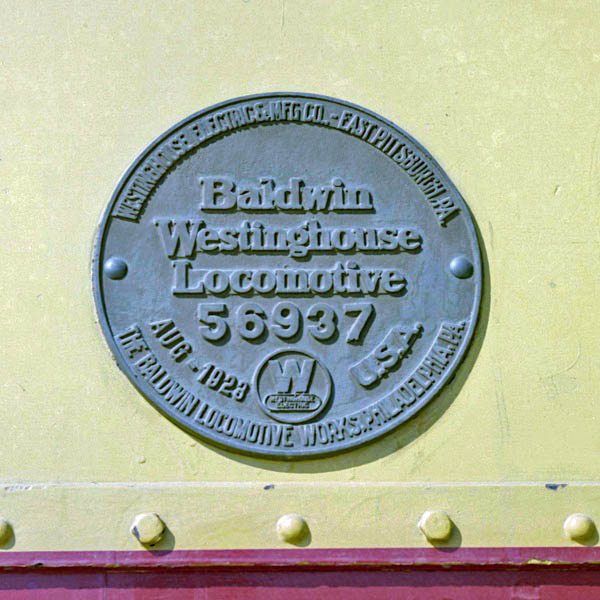 WESTINGHOUSE ELECTRIC & MFG CO. - EAST PITTSBURGH, PA.
Baldwin
Westinghouse
Locomotive
56937
AUG - 1923
U.S.A.
W
WESTINGHOUSE
ELECTRIC
THE BALDWIN LOCOMOTIVE WORKS, PHILADELPHIA, PA.